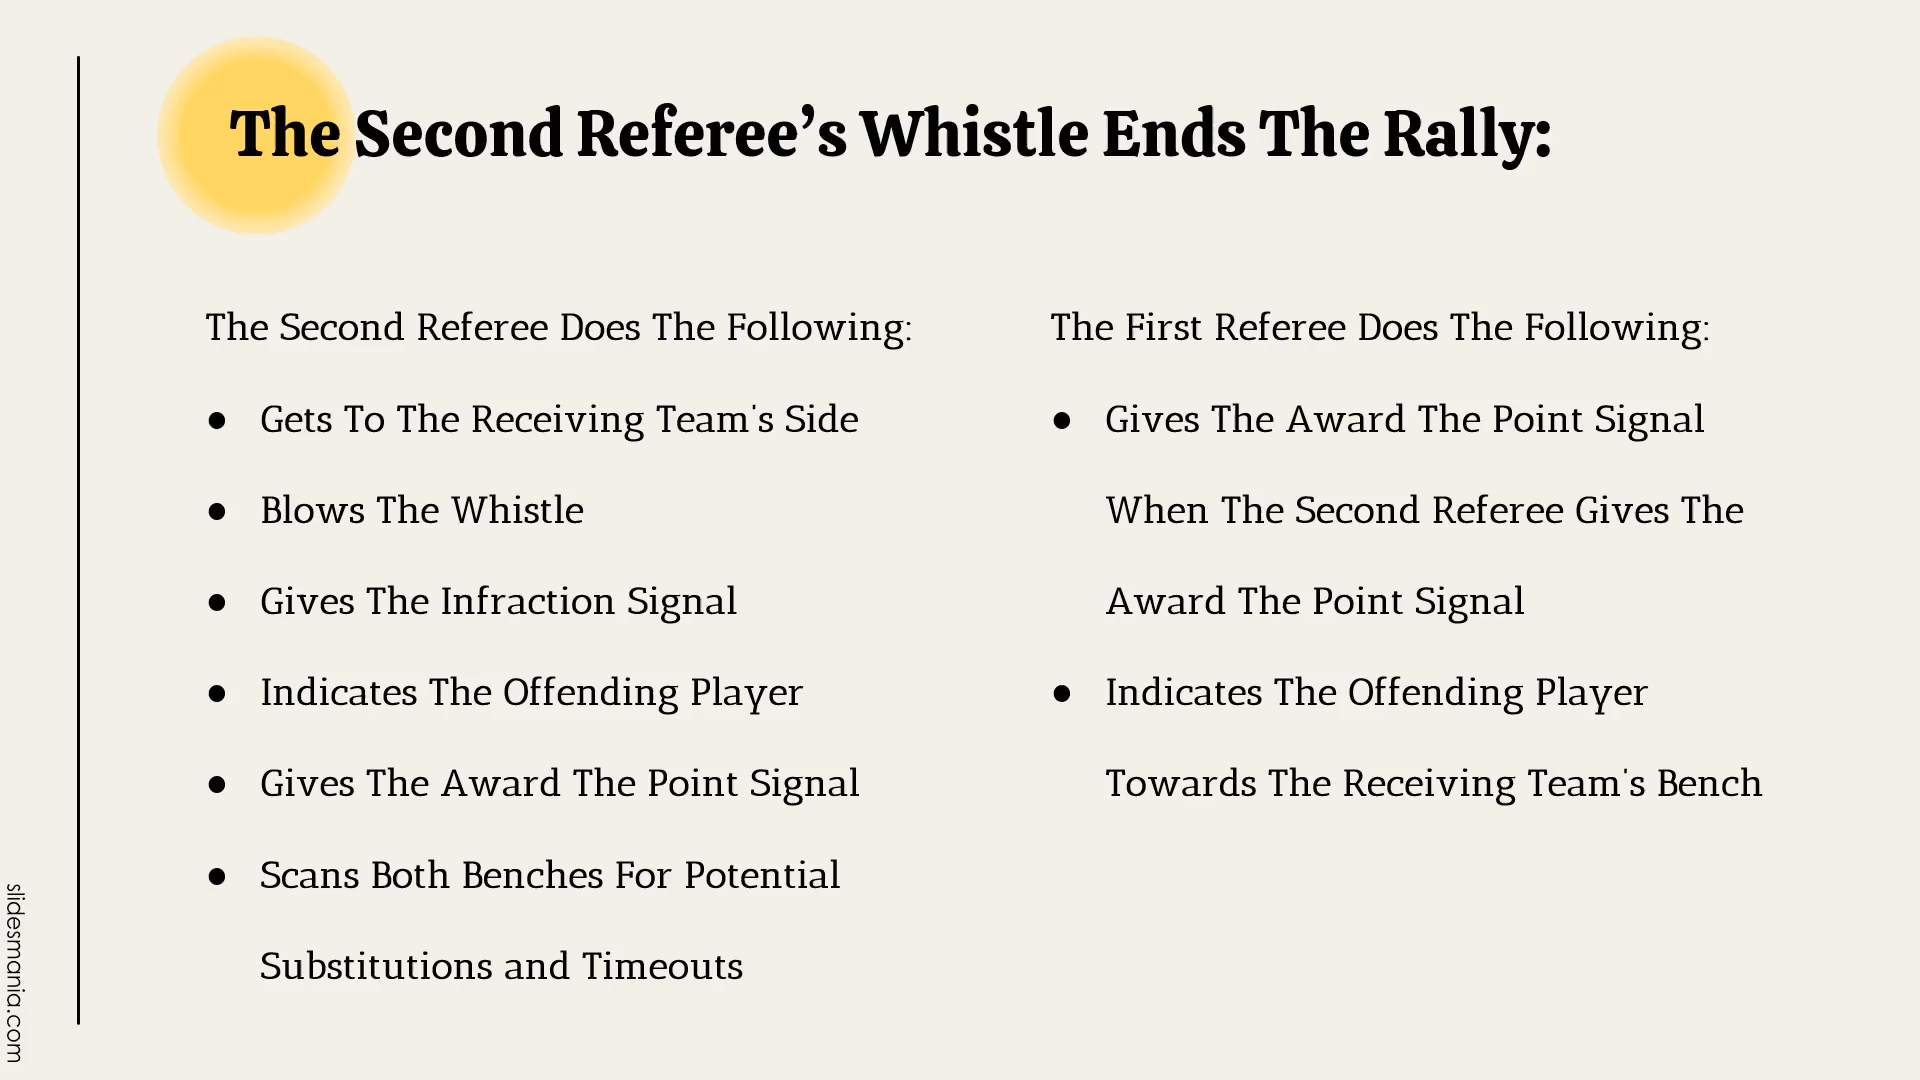 The Second Referee’s Whistle Ends The Rally:
The Second Referee Does The Following:
● Gets To The Receiving Team's Side
● Blows The Whistle
● Gives The Infraction Signal
● Indicates The Offending Player
● Gives The Award The Point Signal
● Scans Both Benches For Potential
Substitutions and Timeouts
The First Referee Does The Following:
● Gives The Award The Point Signal
When The Second Referee Gives The
Award The Point Signal
● Indicates The Offending Player
Towards The Receiving Team's Bench
slidesmania.com